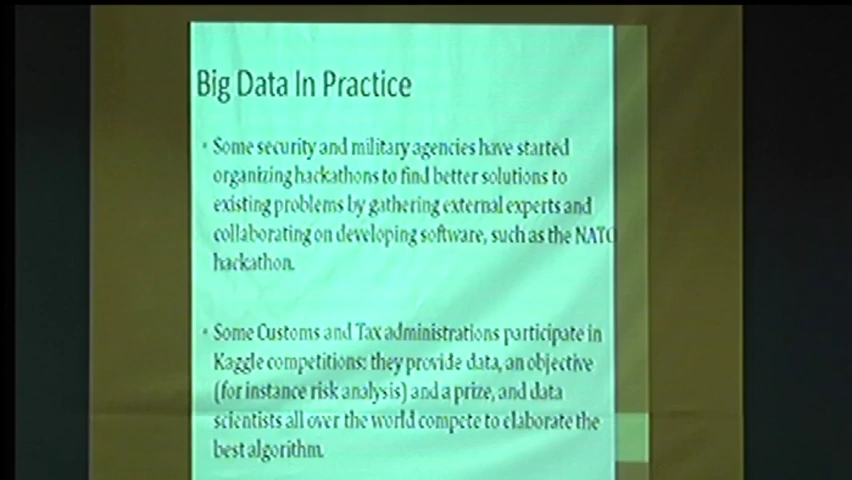 Big Data In Practice
• Some security and military agencies have started
organizing hackathons to find better solutions to
existing problems by gathering external experts and
collaborating on developing software, such as the NATO
hackathon.
• Some Customs and Tax administrations participate in
Kaggle competitions: they provide data, an objective
(for instance risk analysis) and a prize, and data
scientists all over the world compete to elaborate the
best algorithm.